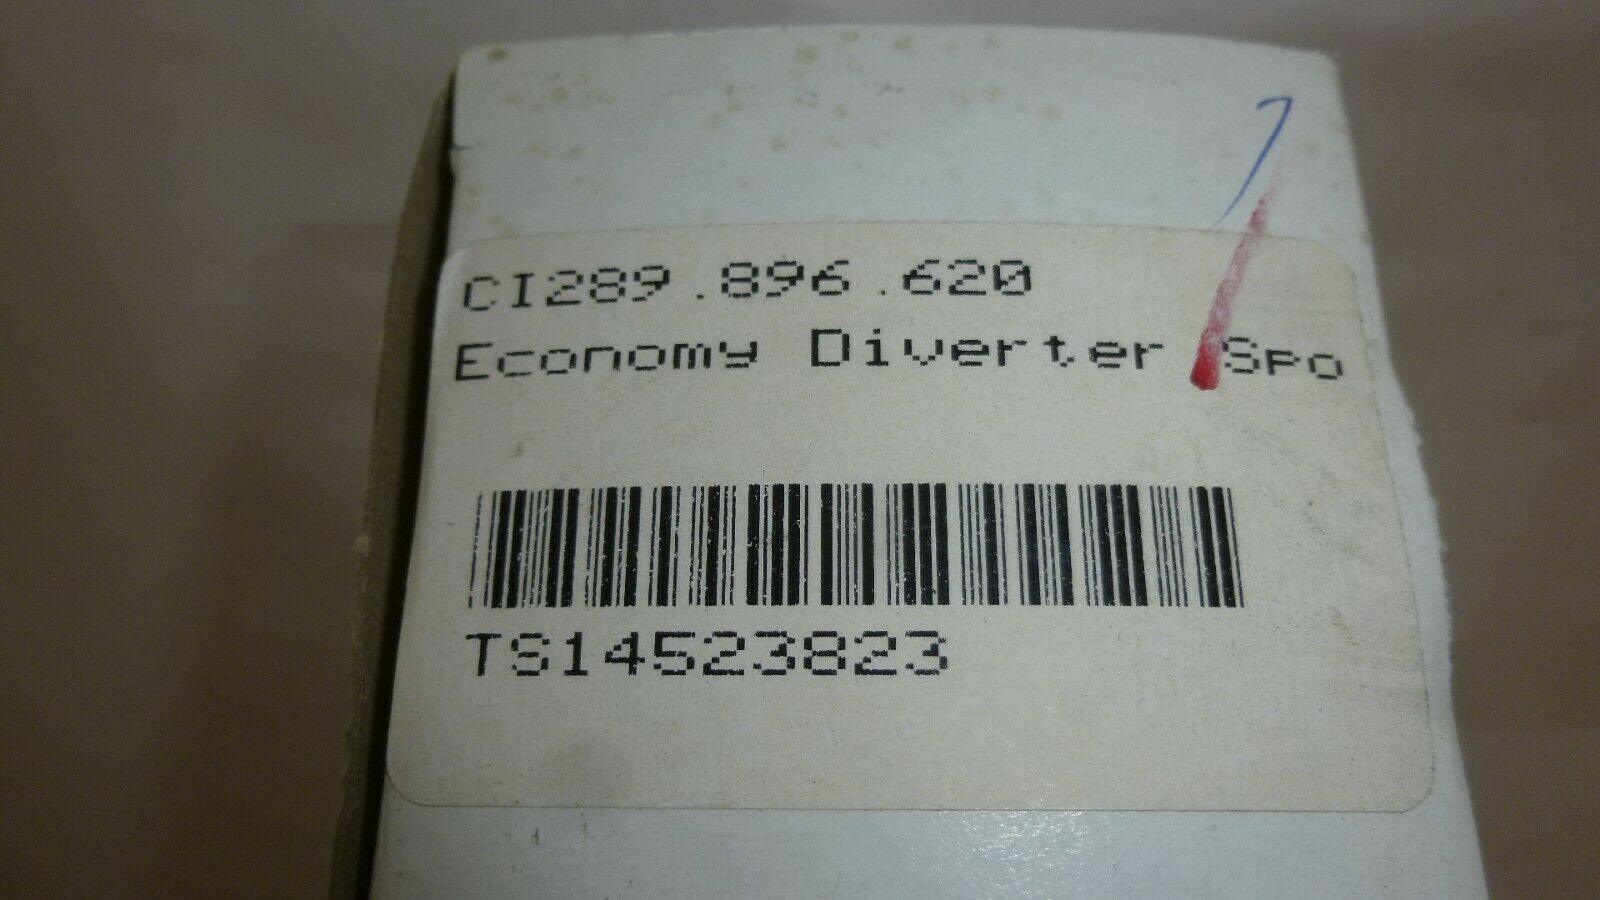 CI289.896.620
Economy Diverter Spo
TS14523823